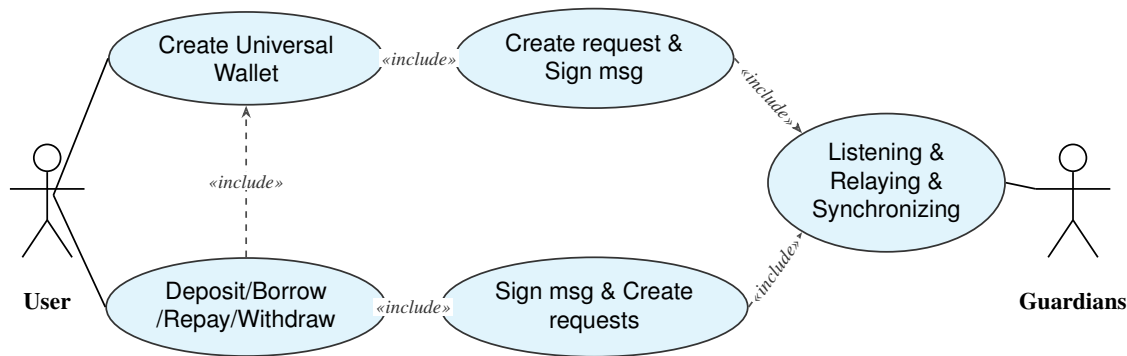 Create Universal
Wallet
«include»
Create request &
Sign msg
«include»
Listening &
Relaying &
Synchronizing
«include»
User
Deposit/Borrow
/Repay/Withdraw
«include»
Sign msg & Create
requests
«include»
Guardians